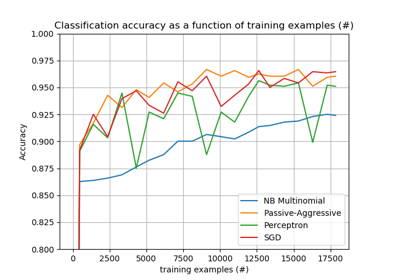 Classification accuracy as a function of training examples (#)
1.000
0.975
0.950
0.925
0.900
0.875
0.850
0.825
0.800
Accuracy
NB Multinomial
Passive-Aggressive
Perceptron
SGD
0 2500 5000 7500 10000 12500 15000 17500
training examples (#)